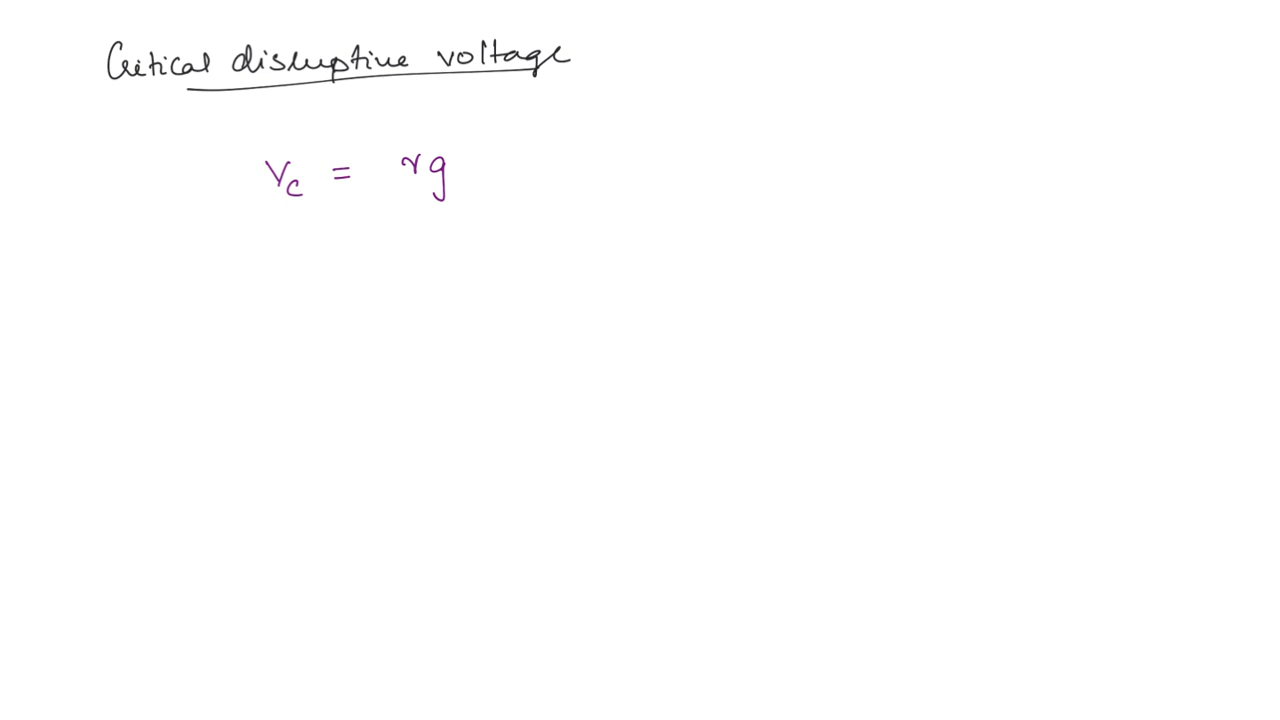 Critical disruptive voltage
Vc = rg